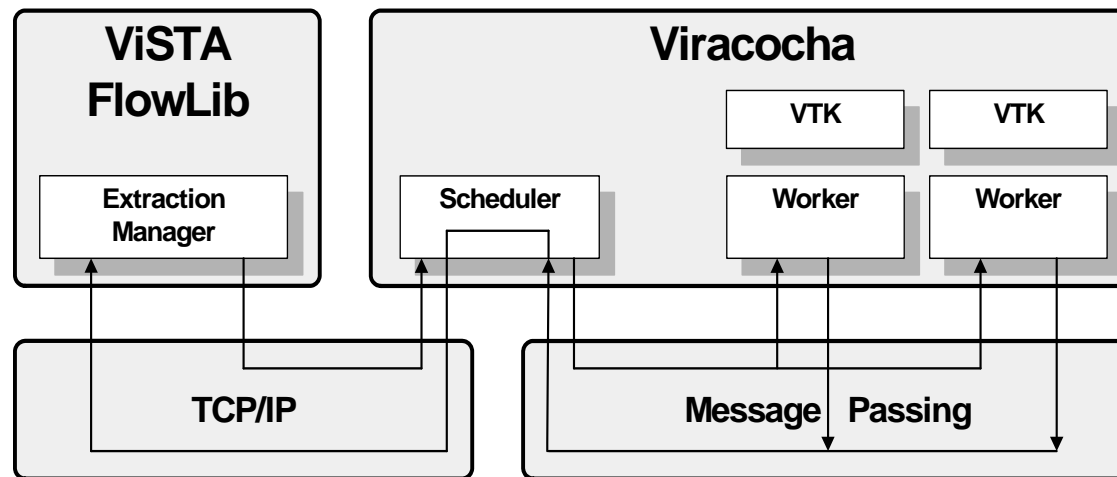 ViSTA
FlowLib
Extraction
Manager
Viracocha
VTK
VTK
Scheduler
Worker
Worker
TCP/IP
Message Passing